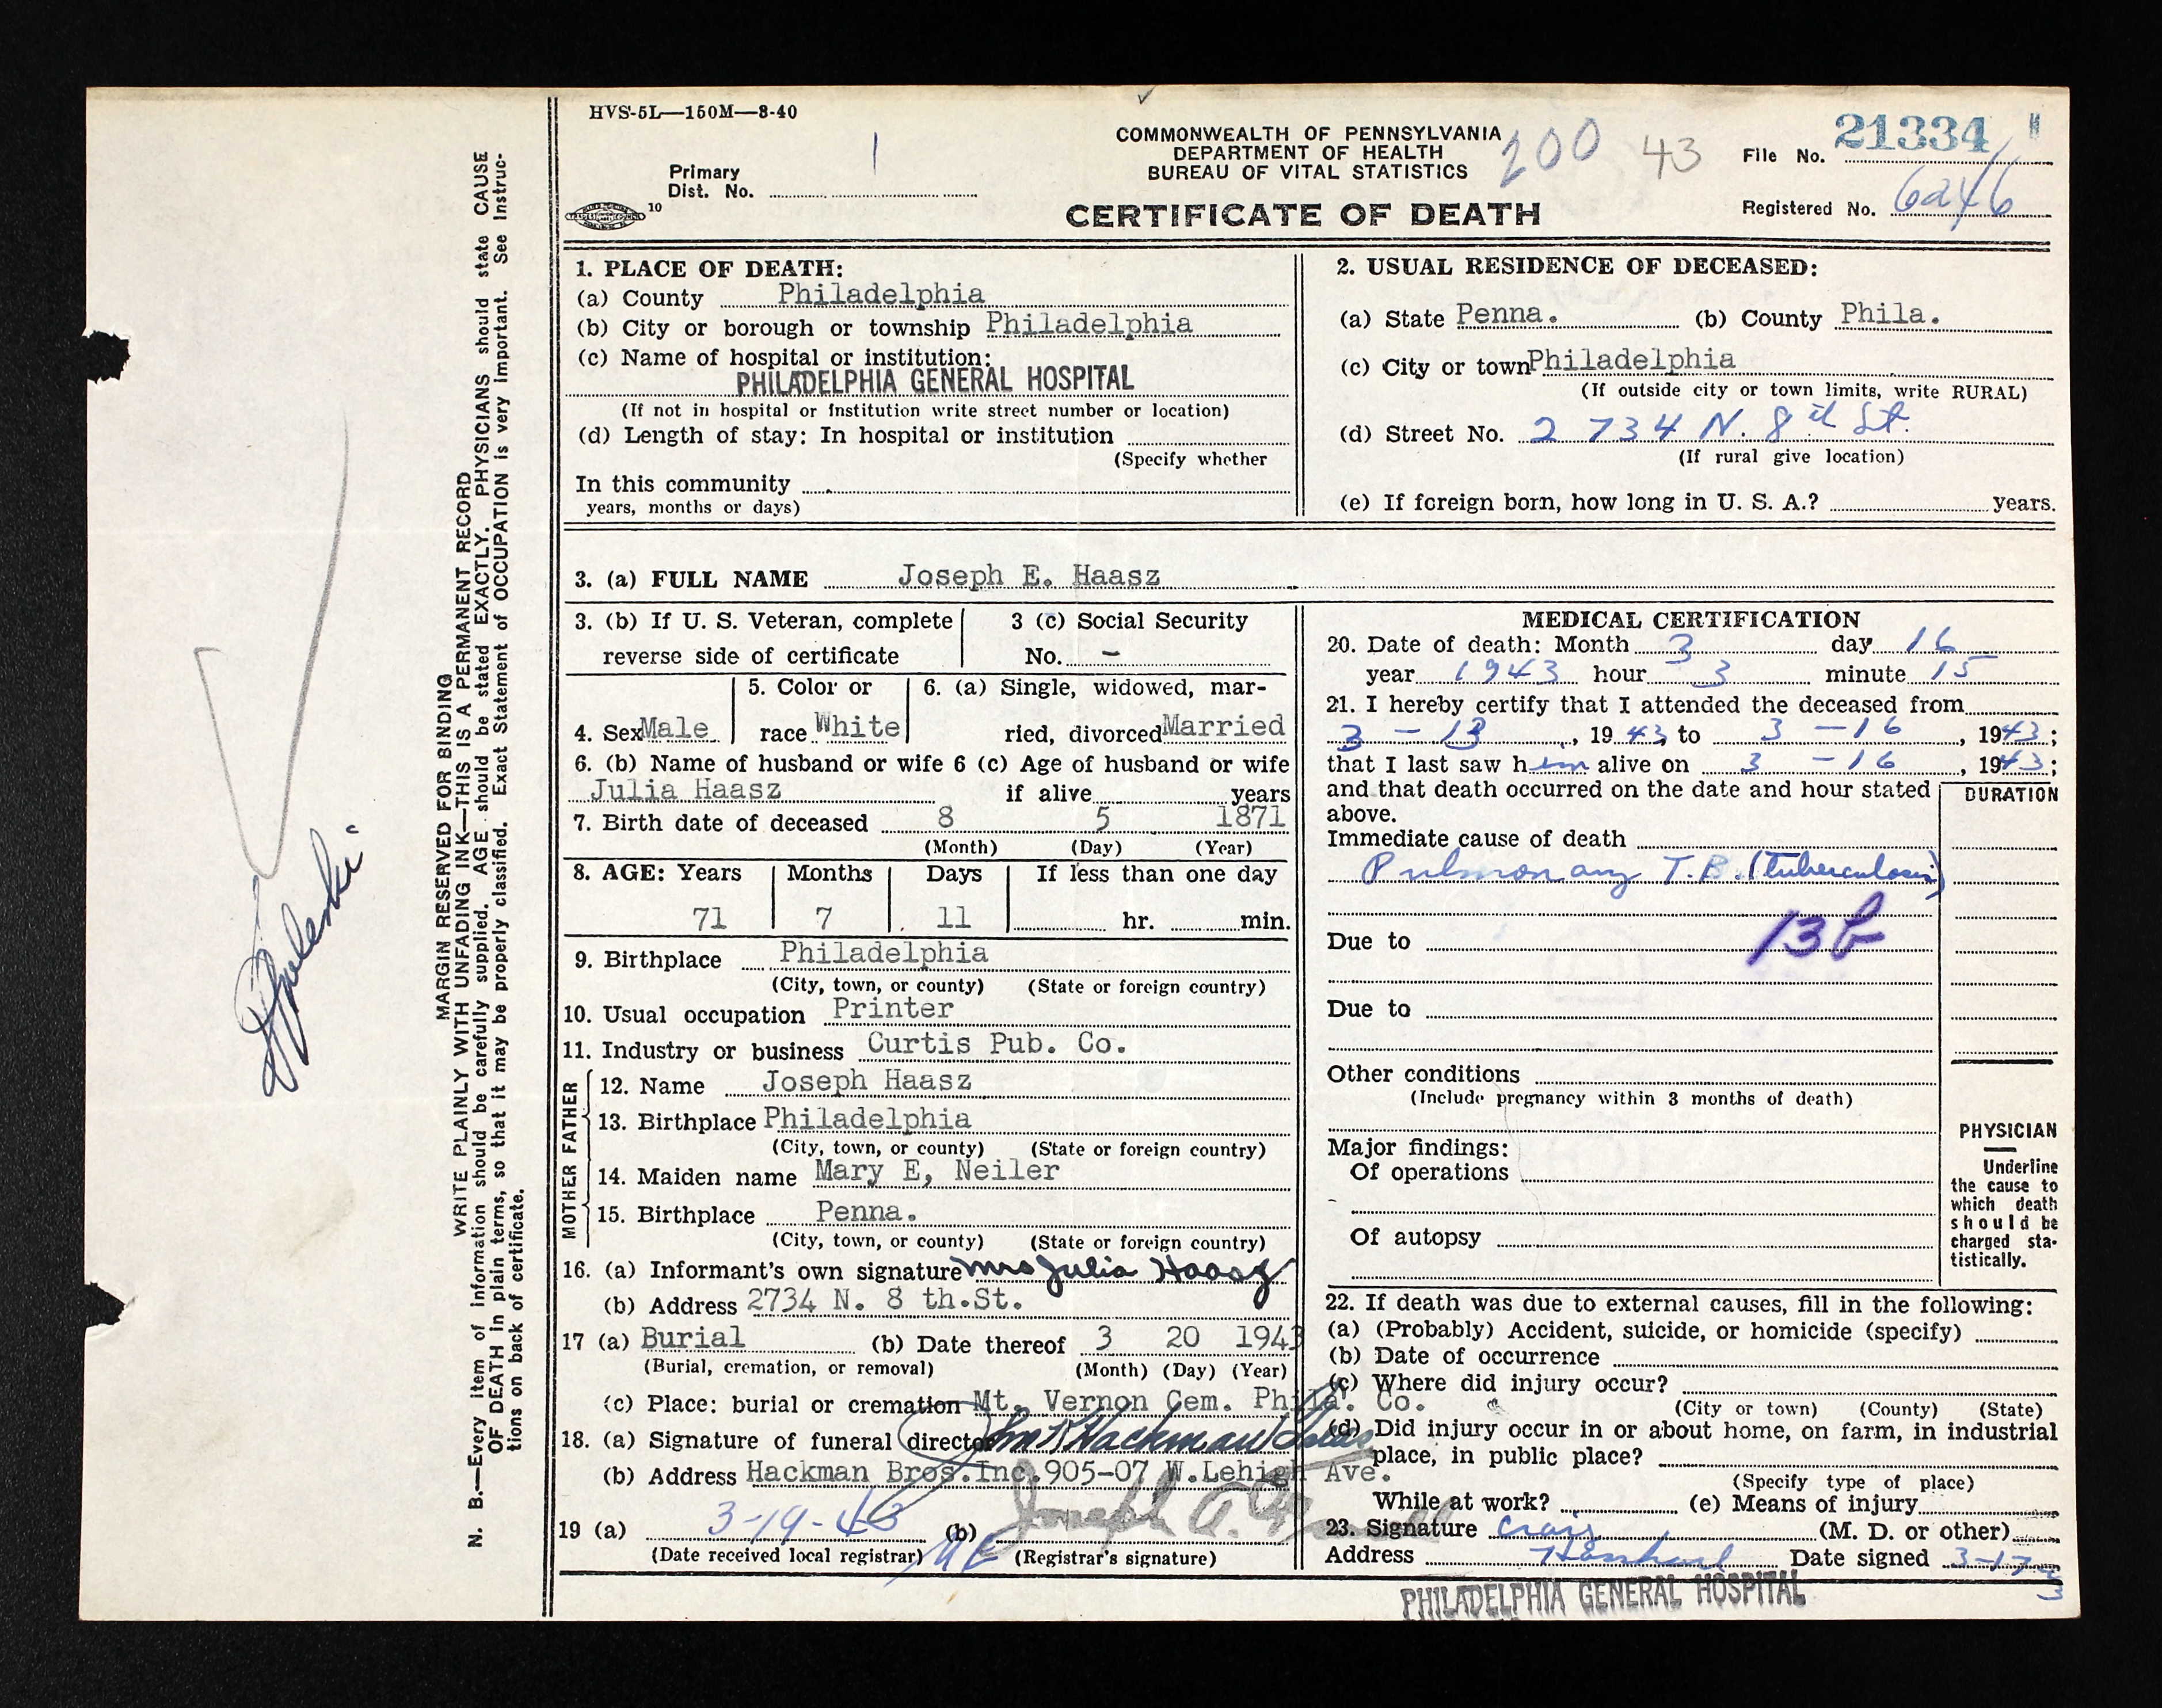 HVS-5L—150M—8-40
Primary
Dist. No. 1
10
COMMONWEALTH OF PENNSYLVANIA
DEPARTMENT OF HEALTH
BUREAU OF VITAL STATISTICS
200 43
CERTIFICATE OF DEATH
File No. 21334
Registered No. 6246
1. PLACE OF DEATH:
(a) County Philadelphia
(b) City or borough or township Philadelphia
(c) Name of hospital or institution:
PHILADELPHIA GENERAL HOSPITAL
(If not in hospital or institution write street number or location)
(d) Length of stay: In hospital or institution
(Specify whether
In this community
years, months or days)
2. USUAL RESIDENCE OF DECEASED:
(a) State Penna. (b) County Phila.
(c) City or town Philadelphia
(If outside city or town limits, write RURAL)
(d) Street No. 2734 N. 8th St.
(If rural give location)
(e) If foreign born, how long in U. S. A.? years.
3. (a) FULL NAME Joseph E. Haasz
3. (b) If U. S. Veteran, complete
reverse side of certificate
3 (c) Social Security
No. –
4. Sex Male
5. Color or
race White
6. (a) Single, widowed, mar-
ried, divorced Married
6. (b) Name of husband or wife
Julia Haasz
6 (c) Age of husband or wife
if alive years
7. Birth date of deceased 8 5 1871
(Month) (Day) (Year)
8. AGE: Years Months Days If less than one day
71 7 11 hr. min.
9. Birthplace Philadelphia
(City, town, or county) (State or foreign country)
10. Usual occupation Printer
11. Industry or business Curtis Pub. Co.
FATHER
12. Name Joseph Haasz
13. Birthplace Philadelphia
(City, town, or county) (State or foreign country)
MOTHER
14. Maiden name Mary E, Neiler
15. Birthplace Penna.
(City, town, or county) (State or foreign country)
16. (a) Informant's own signature Mrs Julia Haasz
(b) Address 2734 N. 8 th.St.
17 (a) Burial (b) Date thereof 3 20 1943
(Burial, cremation, or removal) (Month) (Day) (Year)
(c) Place: burial or cremation Mt. Vernon Cem. Phila. Co.
18. (a) Signature of funeral director Hackman
(b) Address Hackman Bros.Inc.905-07 W.Lehigh Ave.
19 (a) 3-19-43 (b) Joseph A.
(Date received local registrar) (Registrar's signature)
MEDICAL CERTIFICATION
20. Date of death: Month 3 day 16
year 1943 hour 3 minute 15
21. I hereby certify that I attended the deceased from
3 - 13, 1943, to 3 - 16, 1943;
that I last saw him alive on 3 - 16, 1943;
and that death occurred on the date and hour stated
above.
DURATION
Immediate cause of death
Pulmonary T.B. (tuberculosis)
13b
Due to
Due to
Other conditions
(Include pregnancy within 3 months of death)
Major findings:
Of operations
Of autopsy
PHYSICIAN
Underline
the cause to
which death
should be
charged sta-
tistically.
22. If death was due to external causes, fill in the following:
(a) (Probably) Accident, suicide, or homicide (specify)
(b) Date of occurrence
(c) Where did injury occur?
(City or town) (County) (State)
(d) Did injury occur in or about home, on farm, in industrial
place, in public place?
(Specify type of place)
While at work? (e) Means of injury
23. Signature Craig (M. D. or other)
Address Date signed 3-17-43
PHILADELPHIA GENERAL HOSPITAL
MARGIN RESERVED FOR BINDING
WRITE PLAINLY WITH UNFADING INK—THIS IS A PERMANENT RECORD
N. B.—Every item of information should be carefully supplied. AGE should be stated EXACTLY. PHYSICIANS should state CAUSE
OF DEATH in plain terms, so that it may be properly classified. Exact Statement of OCCUPATION is very important. See Instruc-
tions on back of certificate.